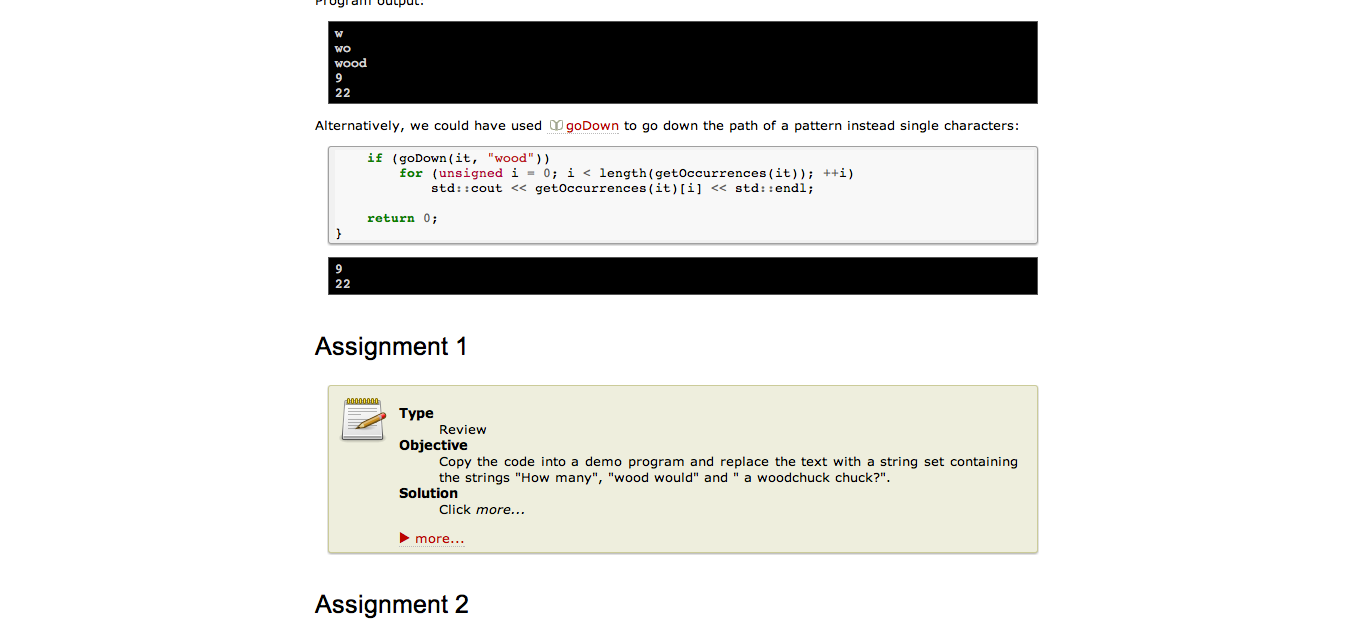 Program output:
w
wo
wood
9
22
Alternatively, we could have used goDown to go down the path of a pattern instead single characters:
if (goDown(it, "wood"))
for (unsigned i = 0; i < length(getOccurrences(it)); ++i)
std::cout << getOccurrences(it)[i] << std::endl;
return 0;
}
9
22
Assignment 1
Type
Review
Objective
Copy the code into a demo program and replace the text with a string set containing
the strings "How many", "wood would" and " a woodchuck chuck?".
Solution
Click more...
more...
Assignment 2